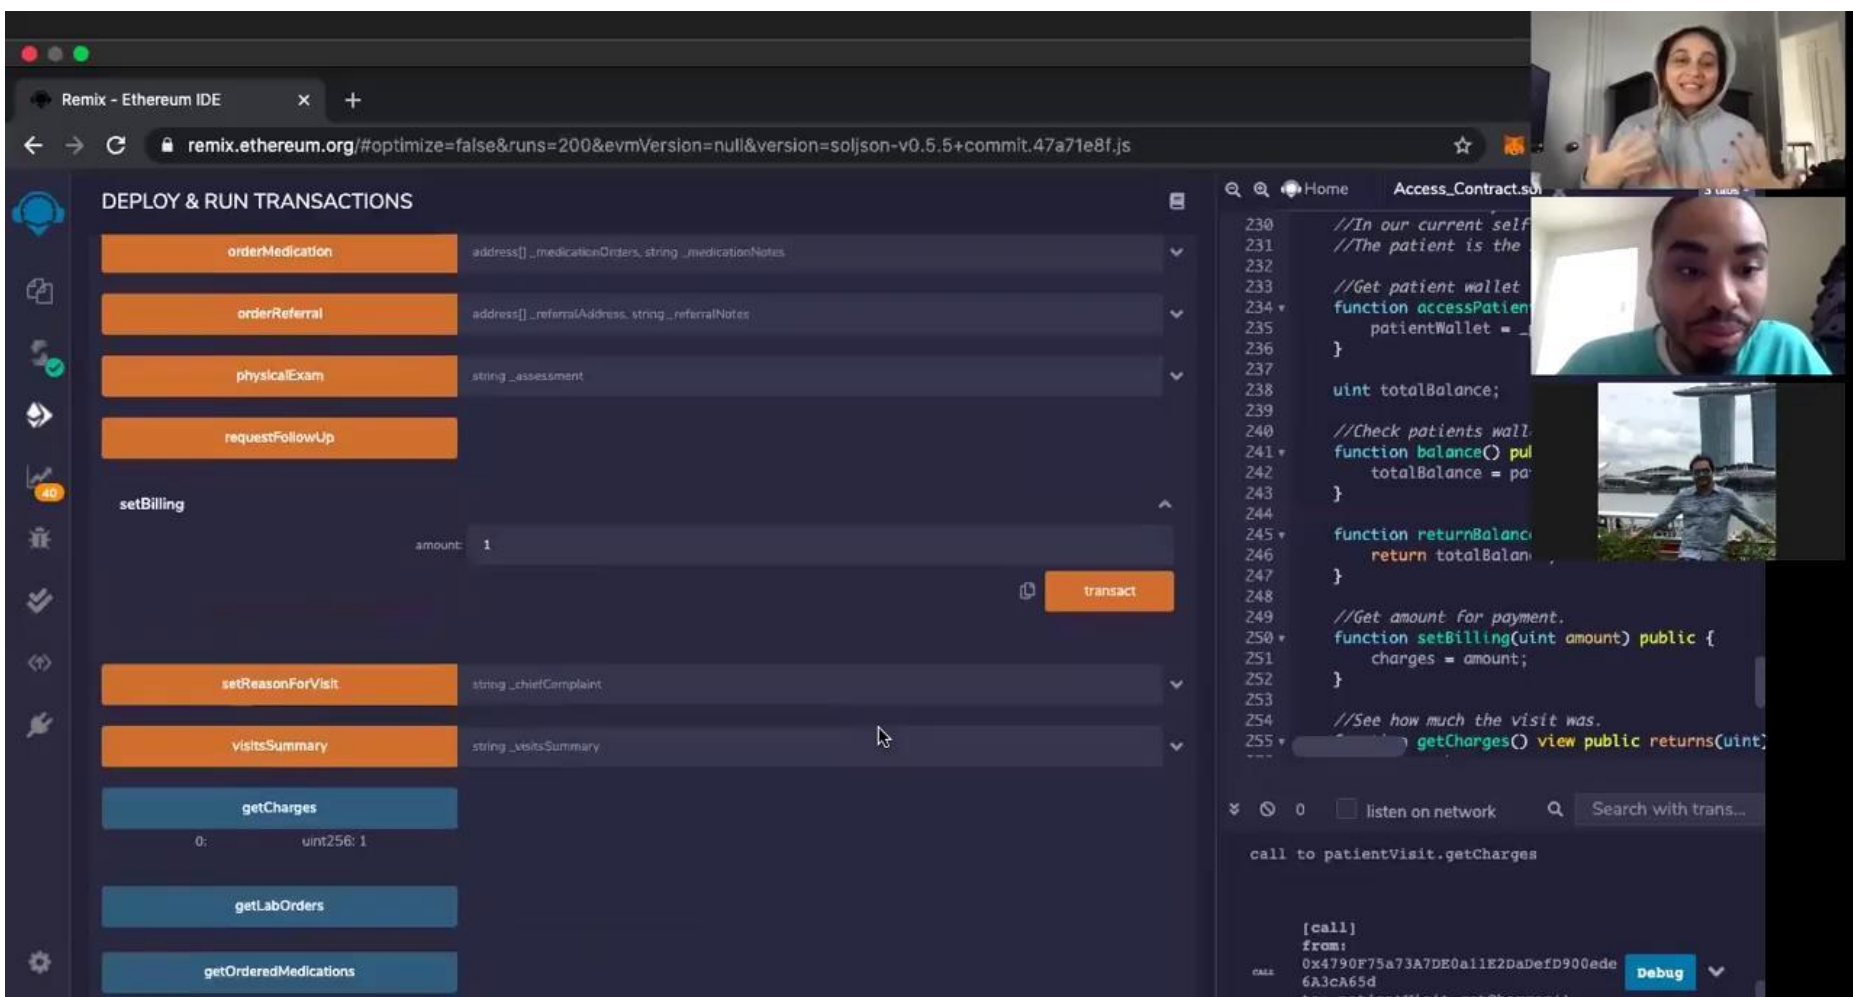 Remix - Ethereum IDE
remix.ethereum.org/#optimize=false&runs=200&evmVersion=null&version=soljson-v0.5.5+commit.47a71e8f.js
DEPLOY & RUN TRANSACTIONS
orderMedication address[] _medicationOrders, string _medicationNotes
orderReferral address[] _referralAddress, string _referralNotes
physicalExam string _assessment
requestFollowUp
setBilling
amount: 1
transact
setReasonForVisit string _chiefComplaint
visitsSummary string _visitsSummary
getCharges
0: uint256: 1
getLabOrders
getOrderedMedications
40
Home Access_Contract.sol
3 tabs
230 //In our current self
231 //The patient is the
232
233 //Get patient wallet
234 function accessPatien
235 patientWallet = _
236 }
237
238 uint totalBalance;
239
240 //Check patients wall
241 function balance() pu
242 totalBalance = pa
243 }
244
245 function returnBalanc
246 return totalBalan
247 }
248
249 //Get amount for payment.
250 function setBilling(uint amount) public {
251 charges = amount;
252 }
253
254 //See how much the visit was.
255 getCharges() view public returns(uint)
0 listen on network Search with trans...
call to patientVisit.getCharges
[call]
from:
0x4790F75a73A7DE0a11E2DaDefD900ede
CALL
6A3cA65d
Debug